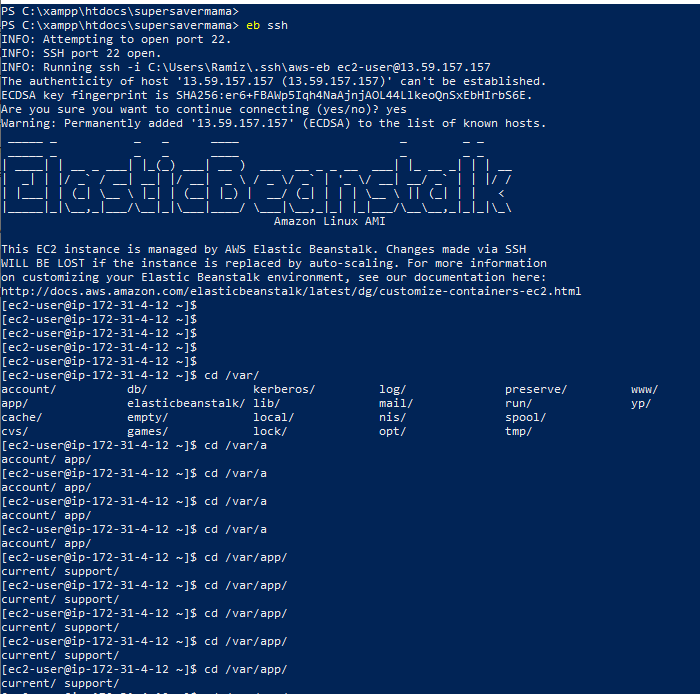 PS C:\xampp\htdocs\supersavermama>
PS C:\xampp\htdocs\supersavermama> eb ssh
INFO: Attempting to open port 22.
INFO: SSH port 22 open.
INFO: Running ssh -i C:\Users\Ramiz\.ssh\aws-eb ec2-user@13.59.157.157
The authenticity of host '13.59.157.157 (13.59.157.157)' can't be established.
ECDSA key fingerprint is SHA256:er6+FBAWp5Iqh4NaAjnjAOL44LlkeoQnSxEbHIrbS6E.
Are you sure you want to continue connecting (yes/no)? yes
Warning: Permanently added '13.59.157.157' (ECDSA) to the list of known hosts.
ElasticBeanstalk
Amazon Linux AMI
This EC2 instance is managed by AWS Elastic Beanstalk. Changes made via SSH
WILL BE LOST if the instance is replaced by auto-scaling. For more information
on customizing your Elastic Beanstalk environment, see our documentation here:
http://docs.aws.amazon.com/elasticbeanstalk/latest/dg/customize-containers-ec2.html
[ec2-user@ip-172-31-4-12 ~]$
[ec2-user@ip-172-31-4-12 ~]$
[ec2-user@ip-172-31-4-12 ~]$
[ec2-user@ip-172-31-4-12 ~]$
[ec2-user@ip-172-31-4-12 ~]$
[ec2-user@ip-172-31-4-12 ~]$ cd /var/
account/ db/ kerberos/ log/ preserve/ www/
app/ elasticbeanstalk/ lib/ mail/ run/ yp/
cache/ empty/ local/ nis/ spool/
cvs/ games/ lock/ opt/ tmp/
[ec2-user@ip-172-31-4-12 ~]$ cd /var/a
account/ app/
[ec2-user@ip-172-31-4-12 ~]$ cd /var/a
account/ app/
[ec2-user@ip-172-31-4-12 ~]$ cd /var/a
account/ app/
[ec2-user@ip-172-31-4-12 ~]$ cd /var/a
account/ app/
[ec2-user@ip-172-31-4-12 ~]$ cd /var/app/
current/ support/
[ec2-user@ip-172-31-4-12 ~]$ cd /var/app/
current/ support/
[ec2-user@ip-172-31-4-12 ~]$ cd /var/app/
current/ support/
[ec2-user@ip-172-31-4-12 ~]$ cd /var/app/
current/ support/
[ec2-user@ip-172-31-4-12 ~]$ cd /var/app/
current/ support/